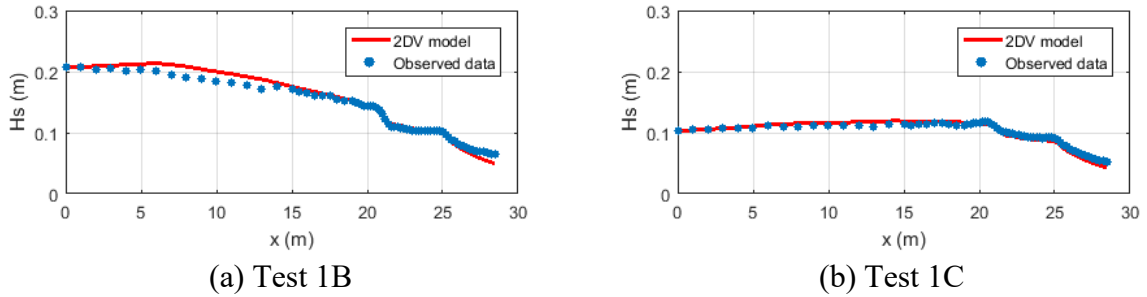 0.3
0.2
0.1
0
Hs (m)
2DV model
Observed data
0 5 10 15 20 25 30
x (m)
(a) Test 1B
0.3
0.2
0.1
0
Hs (m)
2DV model
Observed data
0 5 10 15 20 25 30
x (m)
(b) Test 1C